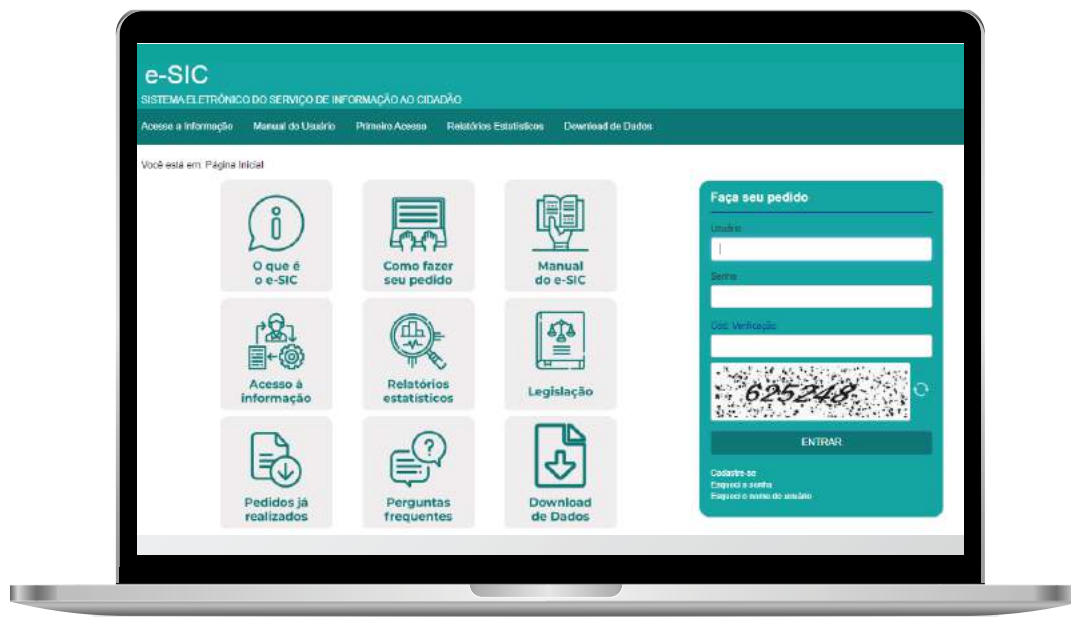 e-SIC
SISTEMA ELETRÔNICO DO SERVIÇO DE INFORMAÇÃO AO CIDADÃO
Acesse a Informação Manual do Usuário Primeiro Acesso Relatórios Estatísticos Download de Dados
Você está em: Página Inicial
O que é
o e-SIC
Como fazer
seu pedido
Manual
do e-SIC
Acesso à
informação
Relatórios
estatísticos
Legislação
Pedidos já
realizados
Perguntas
frequentes
Download
de Dados
Faça seu pedido
Usuário
Senha
Cód. Verificação
625248
ENTRAR
Cadastre-se
Esqueci a senha
Esqueci o nome do usuário